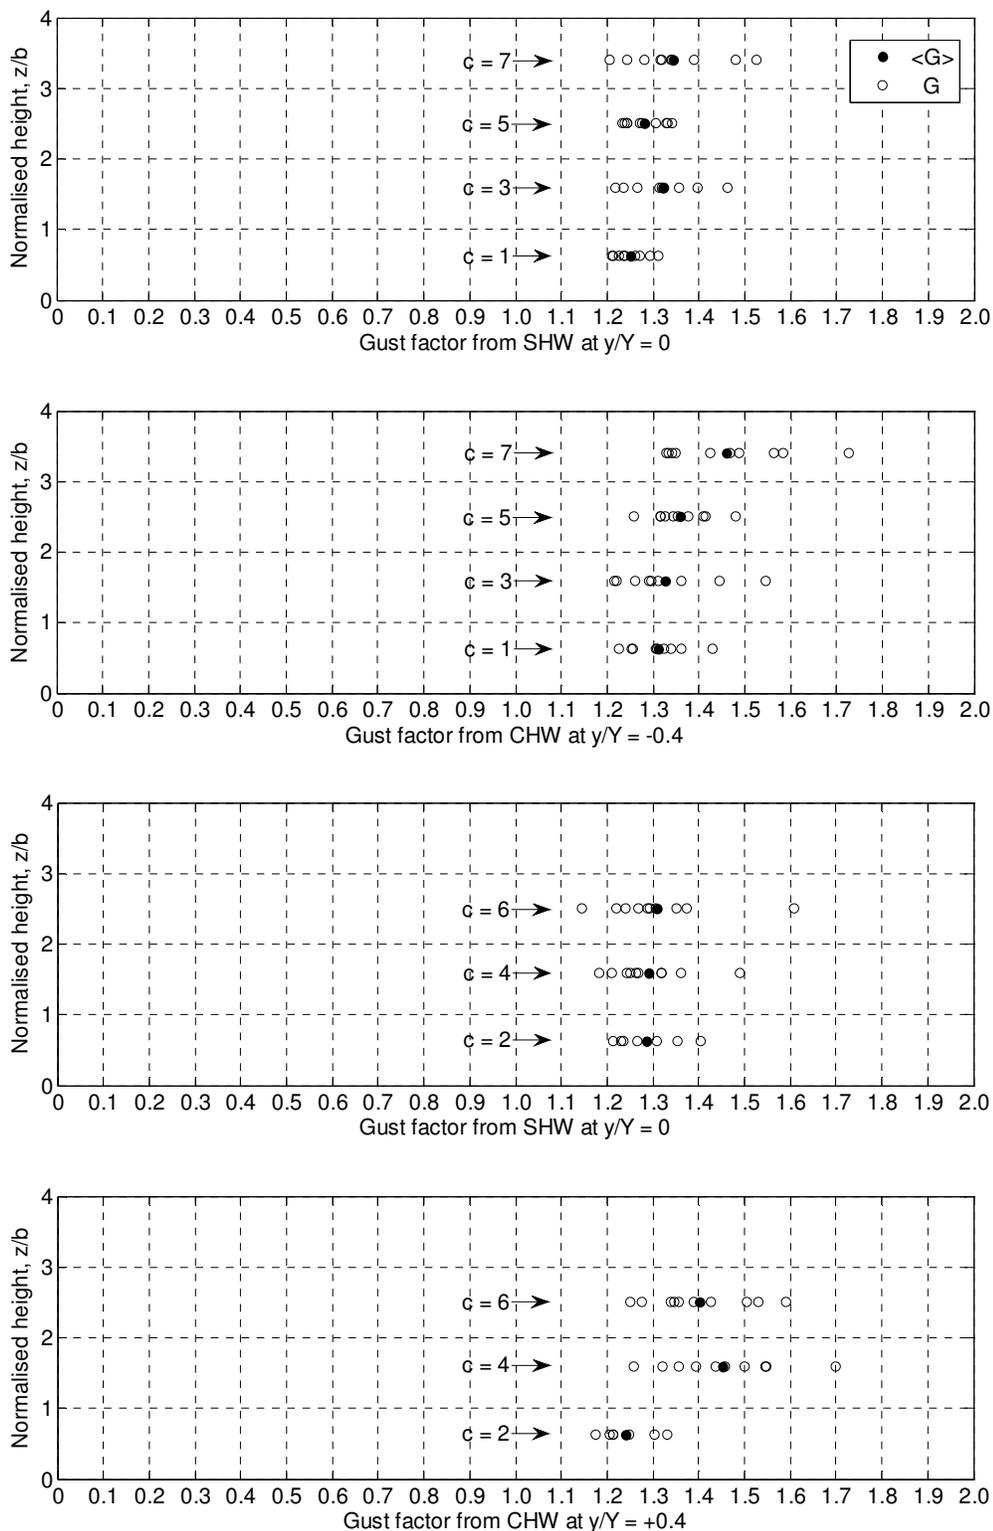 4
c = 7
<G>
G
3
c = 5
2
c = 3
1
c = 1
0
Normalised height, z/b
0 0.1 0.2 0.3 0.4 0.5 0.6 0.7 0.8 0.9 1.0 1.1 1.2 1.3 1.4 1.5 1.6 1.7 1.8 1.9 2.0
Gust factor from SHW at y/Y = 0
4
c = 7
3
c = 5
2
c = 3
1
c = 1
0
Normalised height, z/b
0 0.1 0.2 0.3 0.4 0.5 0.6 0.7 0.8 0.9 1.0 1.1 1.2 1.3 1.4 1.5 1.6 1.7 1.8 1.9 2.0
Gust factor from CHW at y/Y = -0.4
4
3
c = 6
2
c = 4
1
c = 2
0
Normalised height, z/b
0 0.1 0.2 0.3 0.4 0.5 0.6 0.7 0.8 0.9 1.0 1.1 1.2 1.3 1.4 1.5 1.6 1.7 1.8 1.9 2.0
Gust factor from SHW at y/Y = 0
4
3
c = 6
2
c = 4
1
c = 2
0
Normalised height, z/b
0 0.1 0.2 0.3 0.4 0.5 0.6 0.7 0.8 0.9 1.0 1.1 1.2 1.3 1.4 1.5 1.6 1.7 1.8 1.9 2.0
Gust factor from CHW at y/Y = +0.4